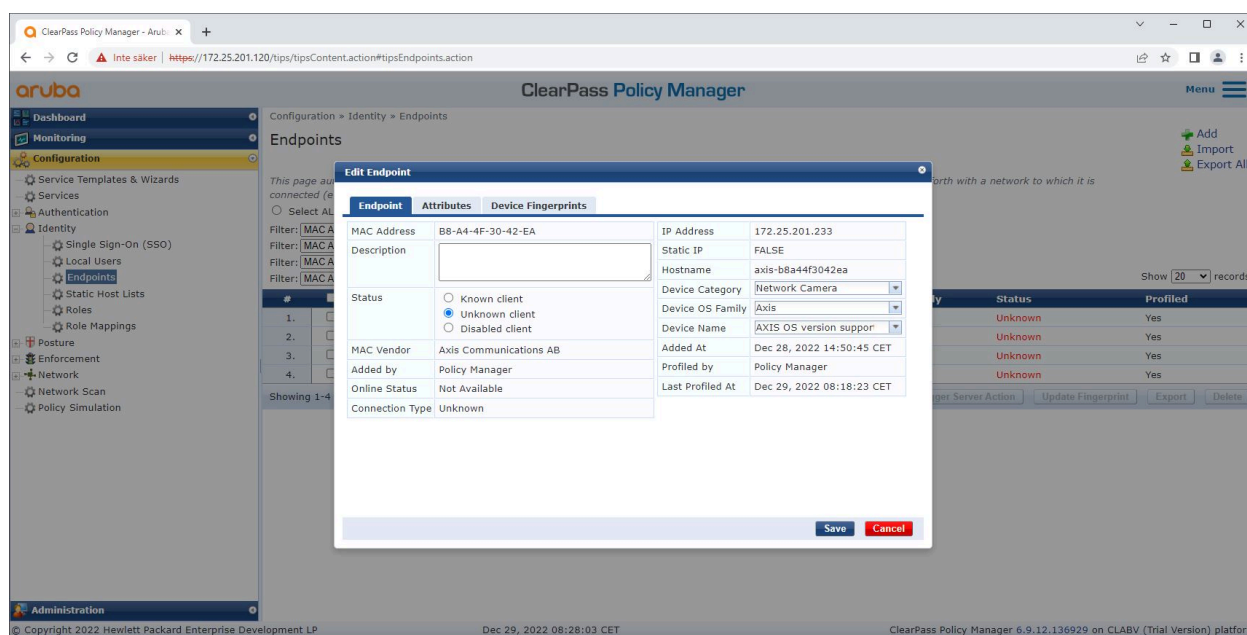 ClearPass Policy Manager - Arub
Inte säker | https://172.25.201.120/tips/tipsContent.action#tipsEndpoints.action
aruba
ClearPass Policy Manager
Menu
Dashboard
Monitoring
Configuration
Service Templates & Wizards
Services
Authentication
Identity
Single Sign-On (SSO)
Local Users
Endpoints
Static Host Lists
Roles
Role Mappings
Posture
Enforcement
Network
Network Scan
Policy Simulation
Administration
Configuration » Identity » Endpoints
Endpoints
Add
Import
Export All
This page au
orth with a network to which it is
connected (e
Select AL
Filter: MAC A
Filter: MAC A
Filter: MAC A
Filter: MAC A
Show 20 records
# y Status Profiled
1. Unknown Yes
2. Unknown Yes
3. Unknown Yes
4. Unknown Yes
Showing 1-4
ger Server Action Update Fingerprint Export Delete
Edit Endpoint
Endpoint Attributes Device Fingerprints
MAC Address B8-A4-4F-30-42-EA
Description
Status
Known client
Unknown client
Disabled client
MAC Vendor Axis Communications AB
Added by Policy Manager
Online Status Not Available
Connection Type Unknown
IP Address 172.25.201.233
Static IP FALSE
Hostname axis-b8a44f3042ea
Device Category Network Camera
Device OS Family Axis
Device Name AXIS OS version suppor
Added At Dec 28, 2022 14:50:45 CET
Profiled by Policy Manager
Last Profiled At Dec 29, 2022 08:18:23 CET
Save Cancel
© Copyright 2022 Hewlett Packard Enterprise Development LP
Dec 29, 2022 08:28:03 CET
ClearPass Policy Manager 6.9.12.136929 on CLABV (Trial Version) platfor